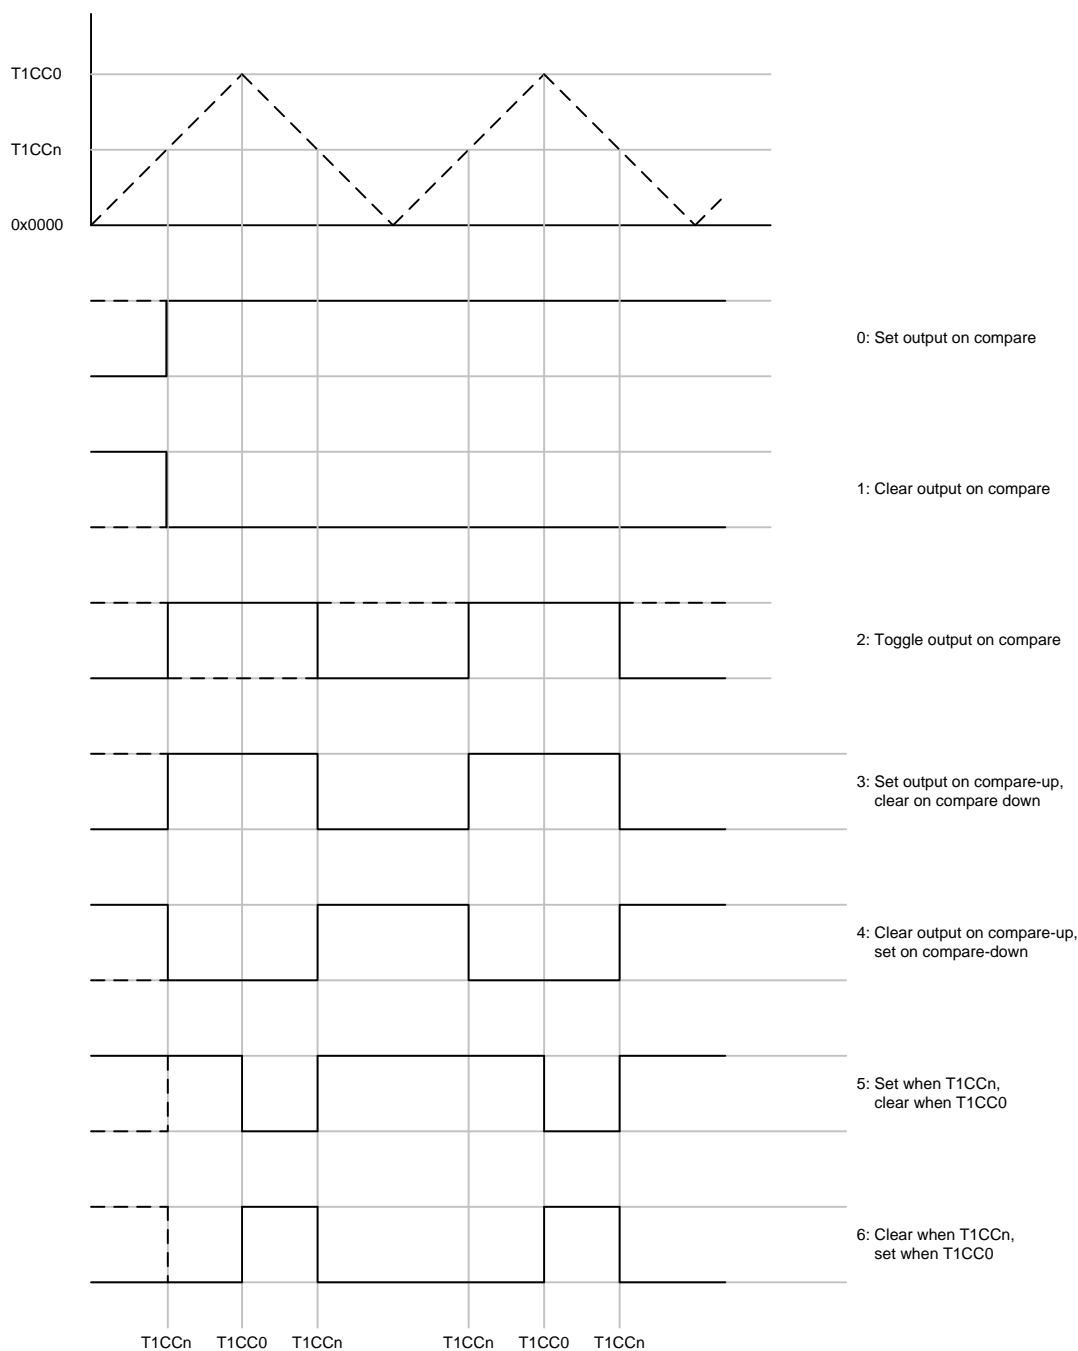 T1CC0
T1CCn
0x0000
0: Set output on compare
1: Clear output on compare
2: Toggle output on compare
3: Set output on compare-up,
clear on compare down
4: Clear output on compare-up,
set on compare-down
5: Set when T1CCn,
clear when T1CC0
6: Clear when T1CCn,
set when T1CC0
T1CCn T1CC0 T1CCn T1CCn T1CC0 T1CCn